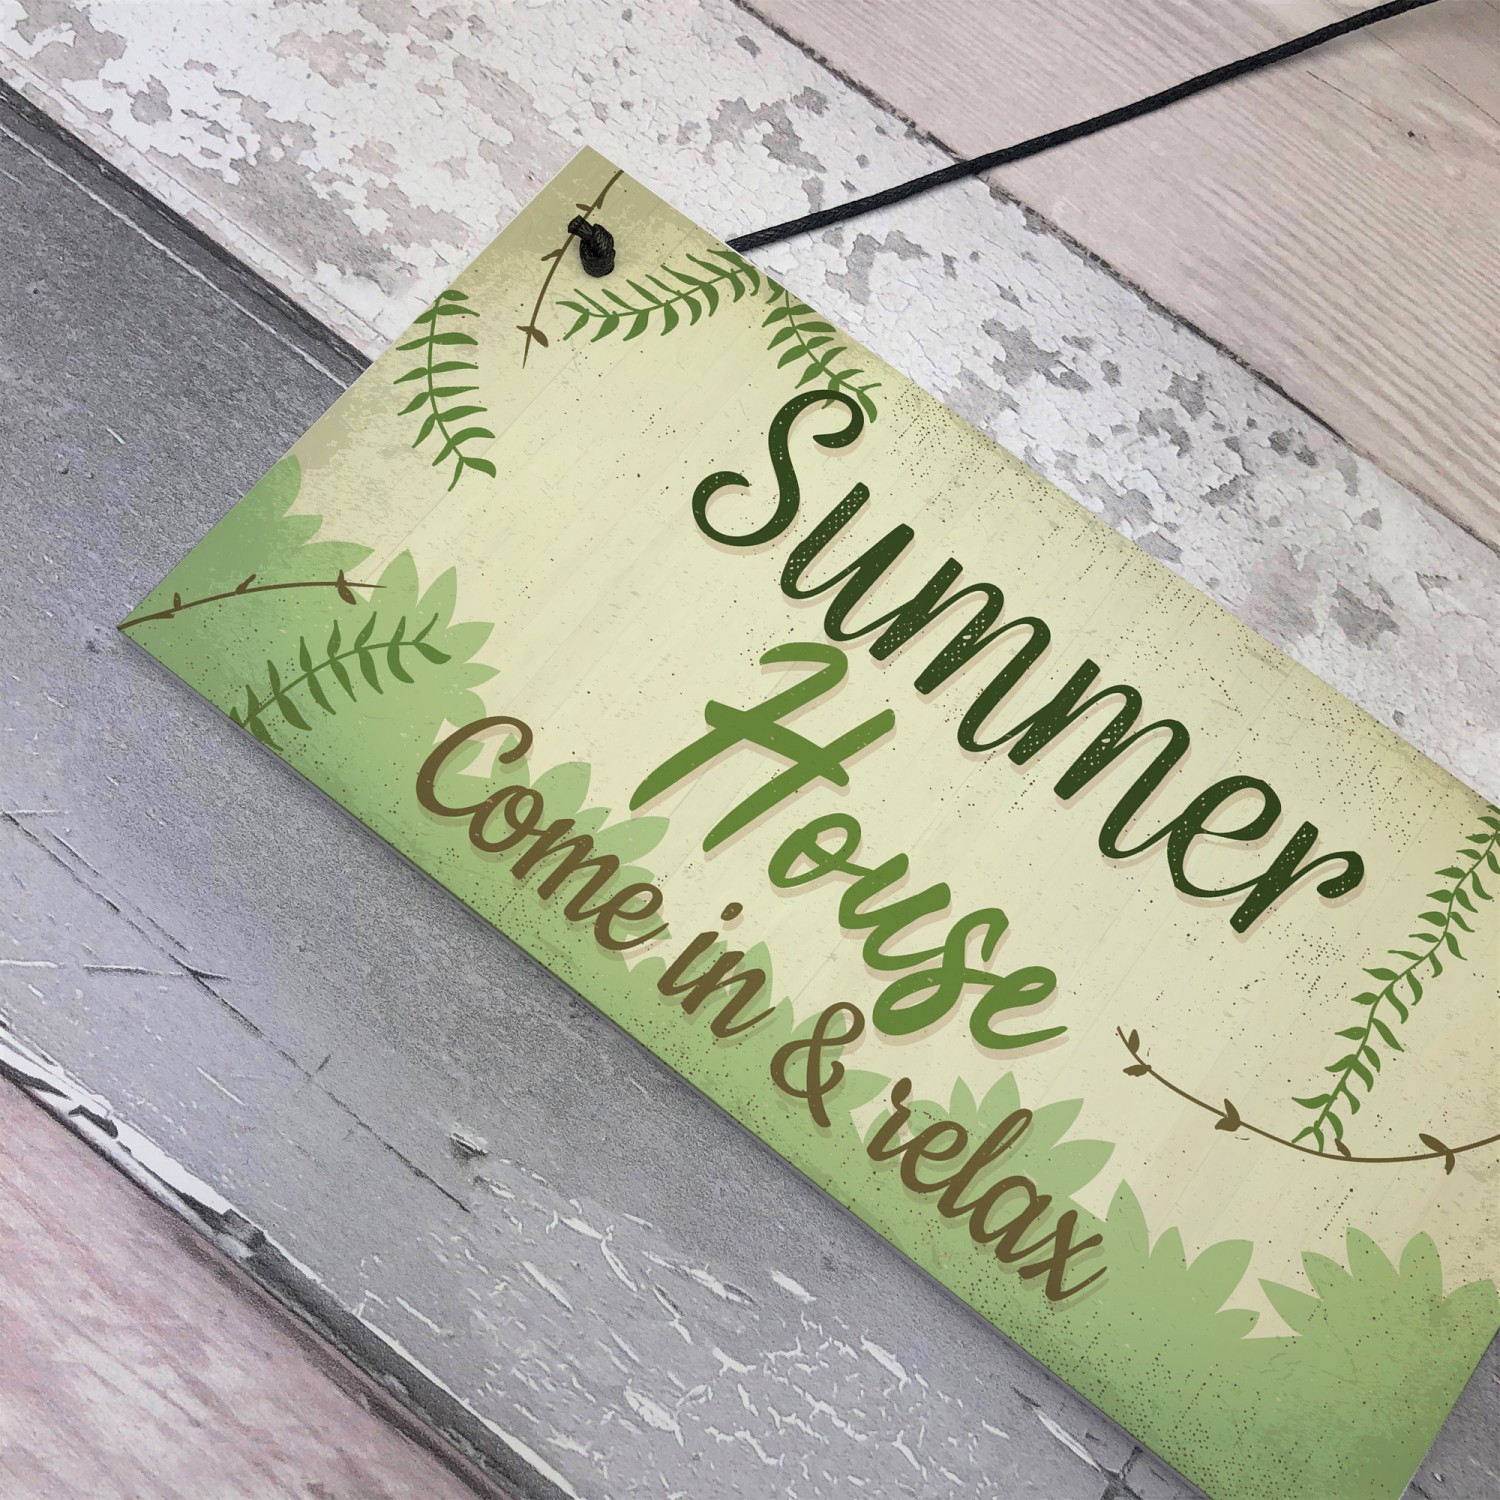 Summer
House
Come in & relax